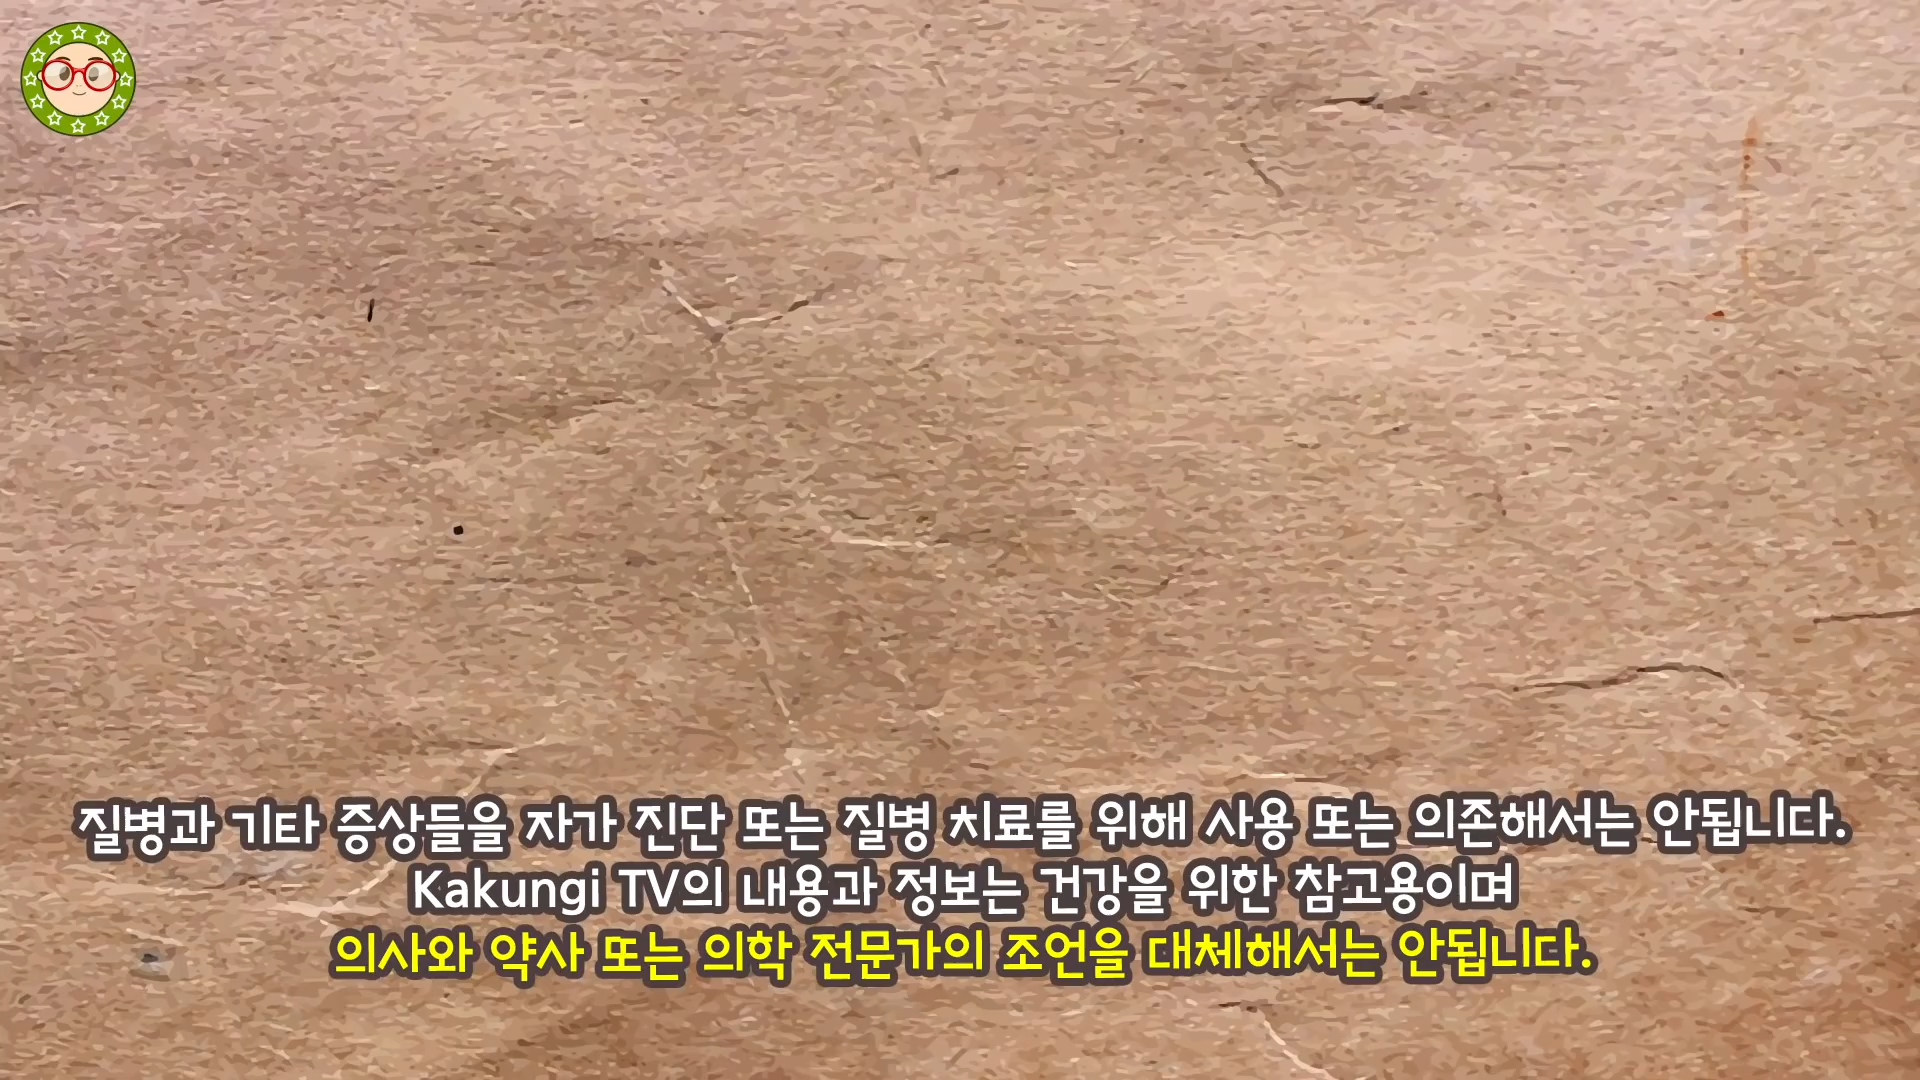 질병과 기타 증상들을 자가 진단 또는 질병 치료를 위해 사용 또는 의존해서는 안됩니다.
Kakungi TV의 내용과 정보는 건강을 위한 참고용이며
의사와 약사 또는 의학 전문가의 조언을 대체해서는 안됩니다.